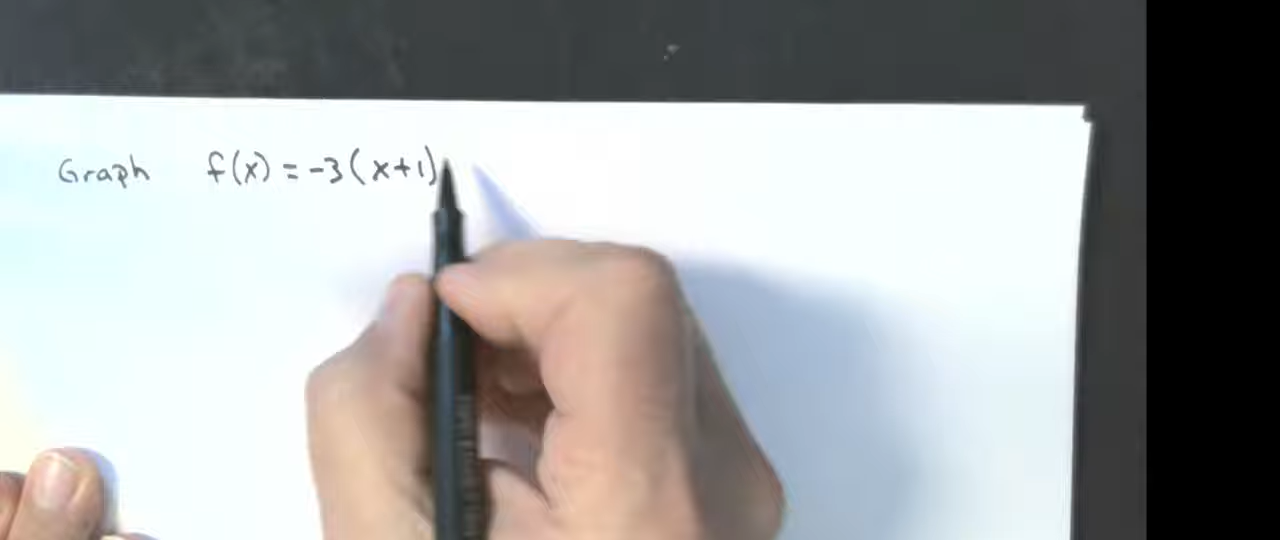 Graph f(x) = -3(x+1)